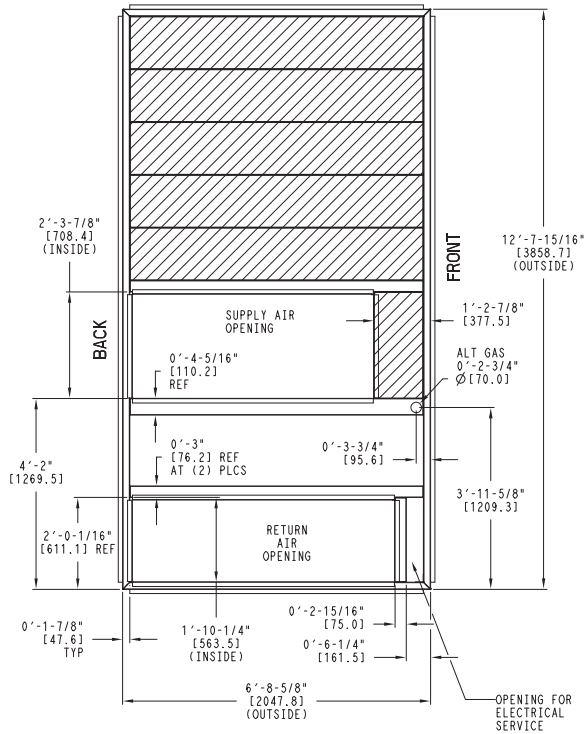 2'-3-7/8"
[708.4]
(INSIDE)
BACK
FRONT
12'-7-15/16"
[3858.7]
(OUTSIDE)
SUPPLY AIR
OPENING
1'-2-7/8"
[377.5]
ALT GAS
0'-2-3/4"
Ø[70.0]
0'-4-5/16"
[110.2]
REF
0'-3"
[76.2] REF
AT (2) PLCS
0'-3-3/4"
[95.6]
4'-2"
[1269.5]
3'-11-5/8"
[1209.3]
2'-0-1/16"
[611.1] REF
RETURN
AIR
OPENING
0'-2-15/16"
[75.0]
0'-1-7/8"
[47.6]
TYP
1'-10-1/4"
[563.5]
(INSIDE)
0'-6-1/4"
[161.5]
6'-8-5/8"
[2047.8]
(OUTSIDE)
OPENING FOR
ELECTRICAL
SERVICE